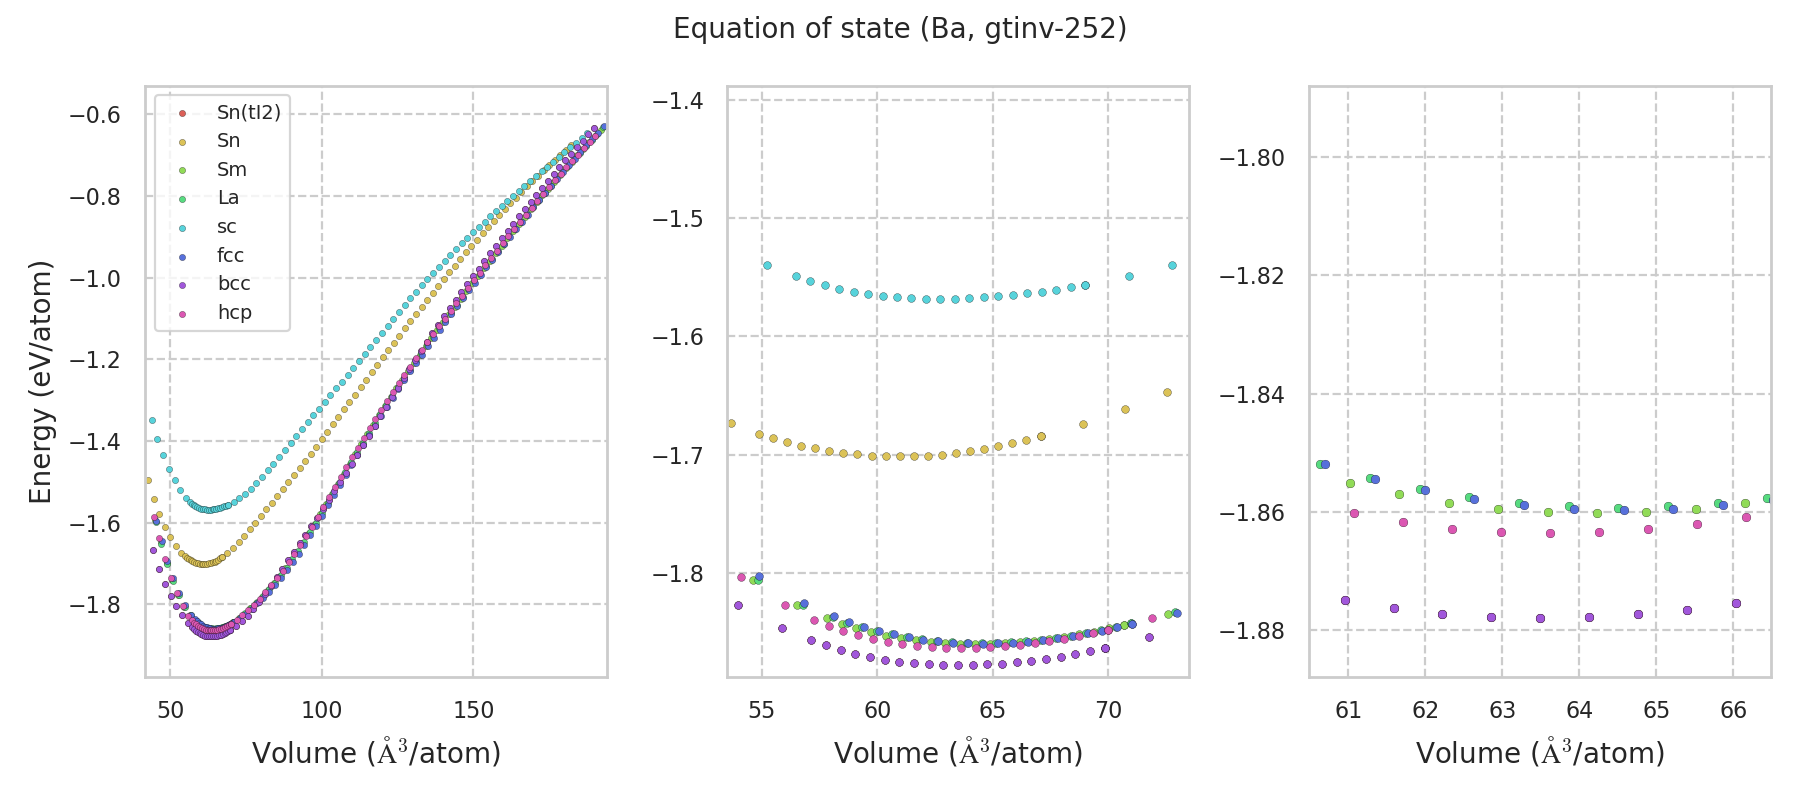 Equation of state (Ba, gtinv-252)
Energy (eV/atom)
−0.6
−0.8
−1.0
−1.2
−1.4
−1.6
−1.8
Sn(tI2)
Sn
Sm
La
sc
fcc
bcc
hcp
50 100 150
Volume (Å³/atom)
−1.4
−1.5
−1.6
−1.7
−1.8
55 60 65 70
Volume (Å³/atom)
−1.80
−1.82
−1.84
−1.86
−1.88
61 62 63 64 65 66
Volume (Å³/atom)